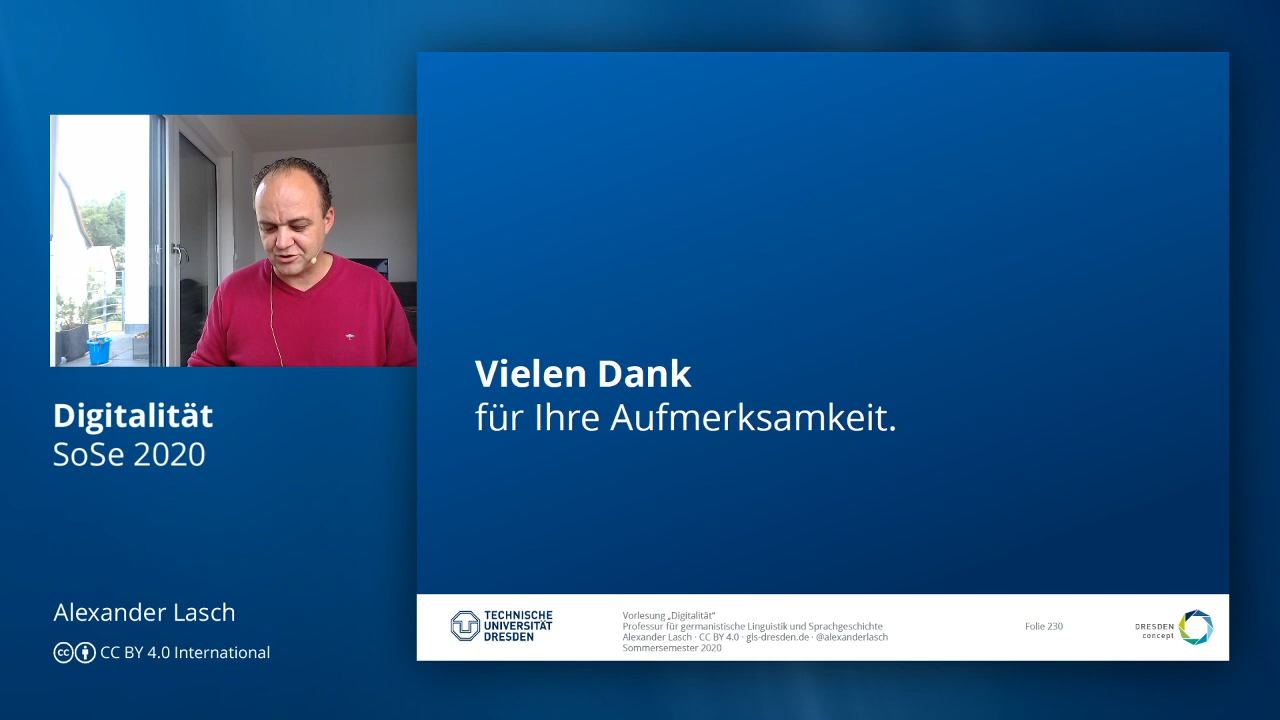 Vielen Dank
für Ihre Aufmerksamkeit.
Digitalität
SoSe 2020
Alexander Lasch
CC BY 4.0 International
TECHNISCHE
UNIVERSITÄT
DRESDEN
Vorlesung „Digitalität“
Professur für germanistische Linguistik und Sprachgeschichte
Alexander Lasch · CC BY 4.0 · gls-dresden.de · @alexanderlasch
Sommersemester 2020
Folie 230
DRESDEN
concept